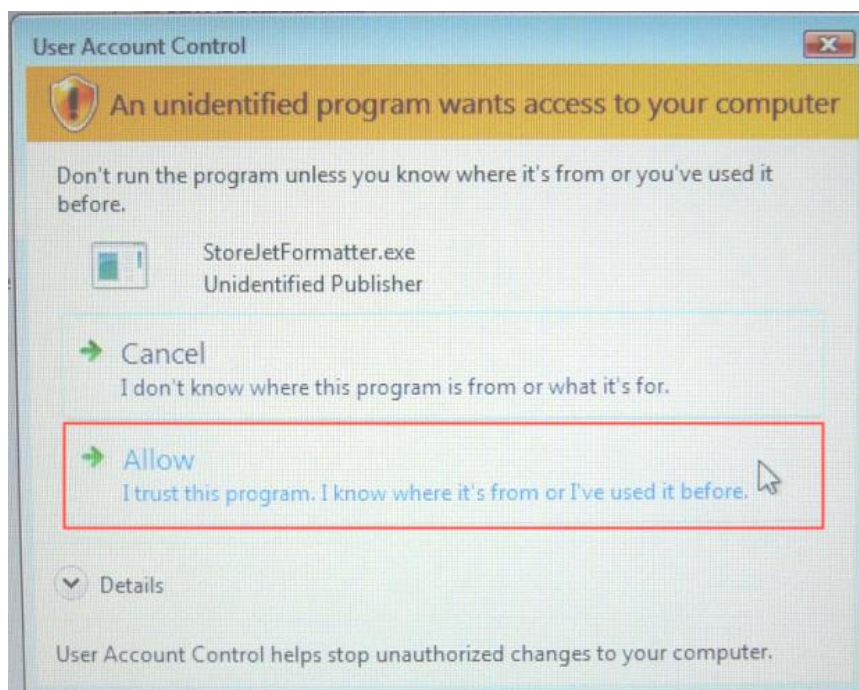 User Account Control
An unidentified program wants access to your computer
Don't run the program unless you know where it's from or you've used it
before.
StoreJetFormatter.exe
Unidentified Publisher
Cancel
I don't know where this program is from or what it's for.
Allow
I trust this program. I know where it's from or I've used it before.
Details
User Account Control helps stop unauthorized changes to your computer.